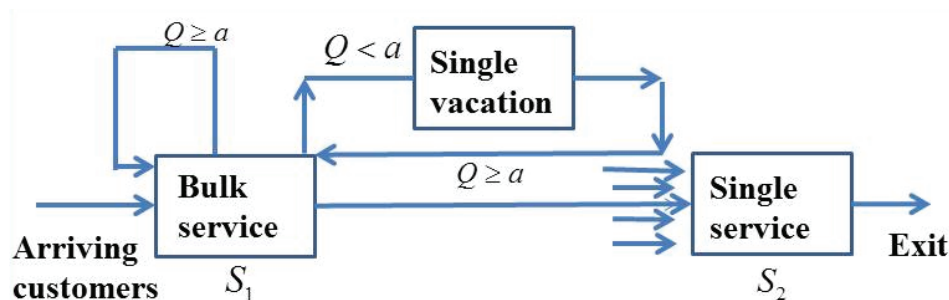 Q ≥ a
Q < a
Single
vacation
Q ≥ a
Bulk
service
Single
service
Arriving
customers
S₁
S₂
Exit